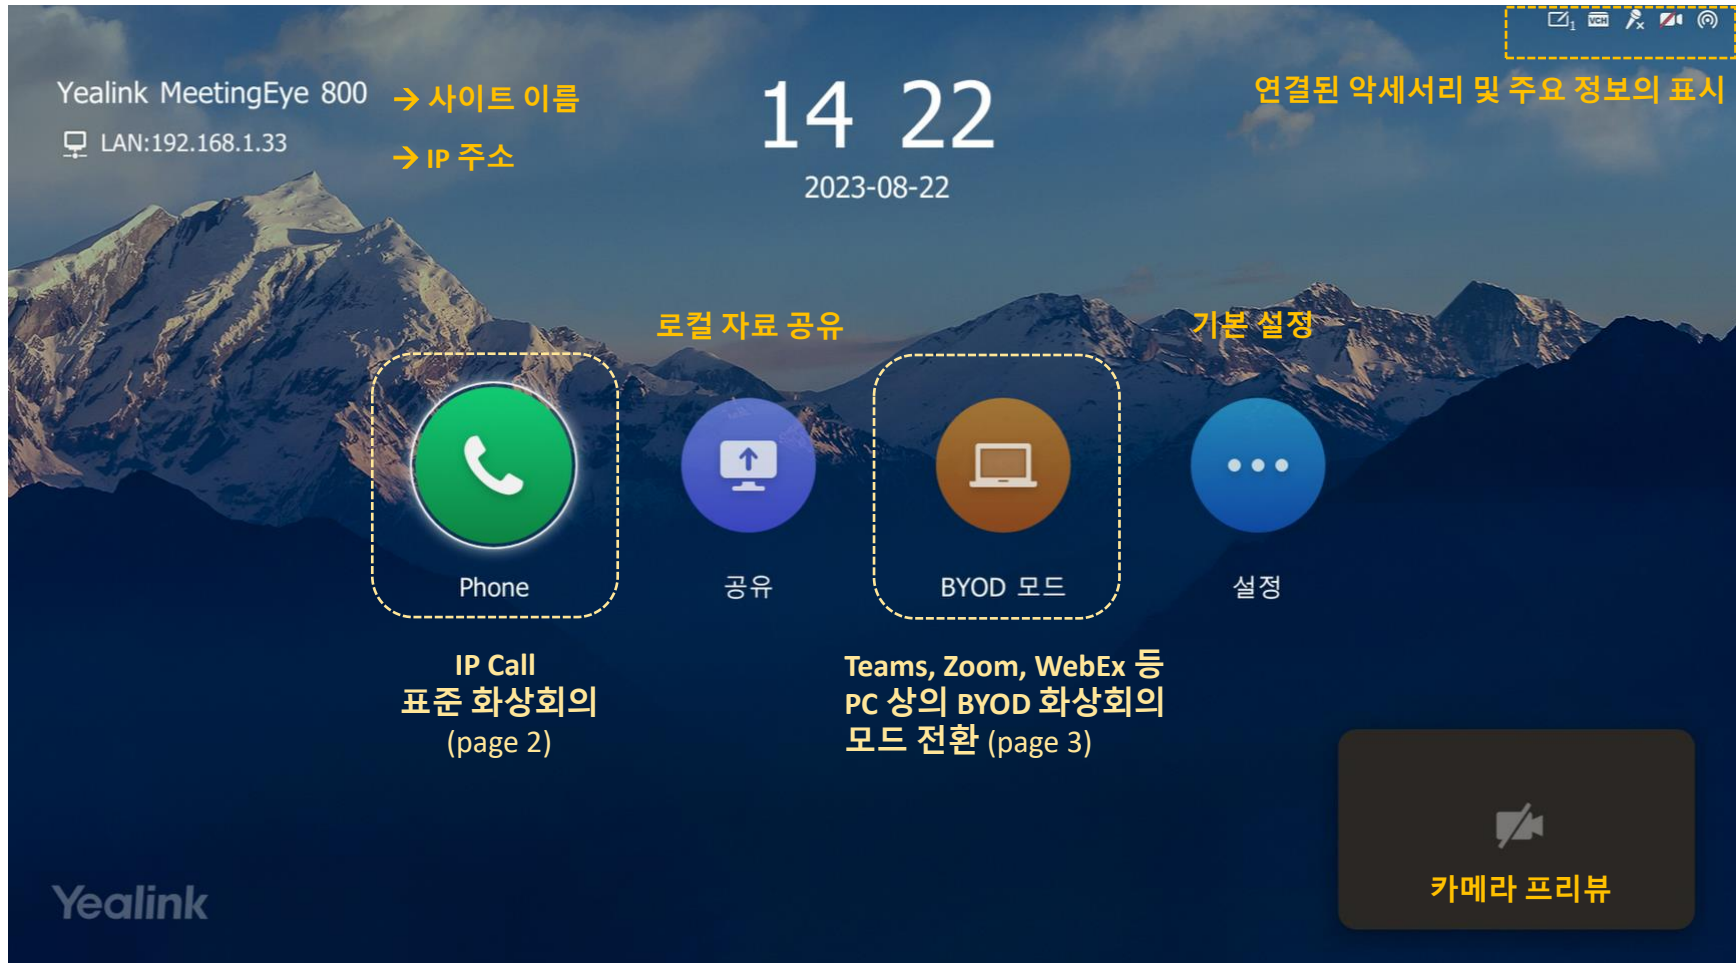 Yealink MeetingEye 800
→ 사이트 이름
LAN:192.168.1.33
→ IP 주소
14 22
2023-08-22
1 VCH
연결된 악세서리 및 주요 정보의 표시
로컬 자료 공유
기본 설정
Phone
공유
BYOD 모드
설정
IP Call
표준 화상회의
(page 2)
Teams, Zoom, WebEx 등
PC 상의 BYOD 화상회의
모드 전환 (page 3)
카메라 프리뷰
Yealink